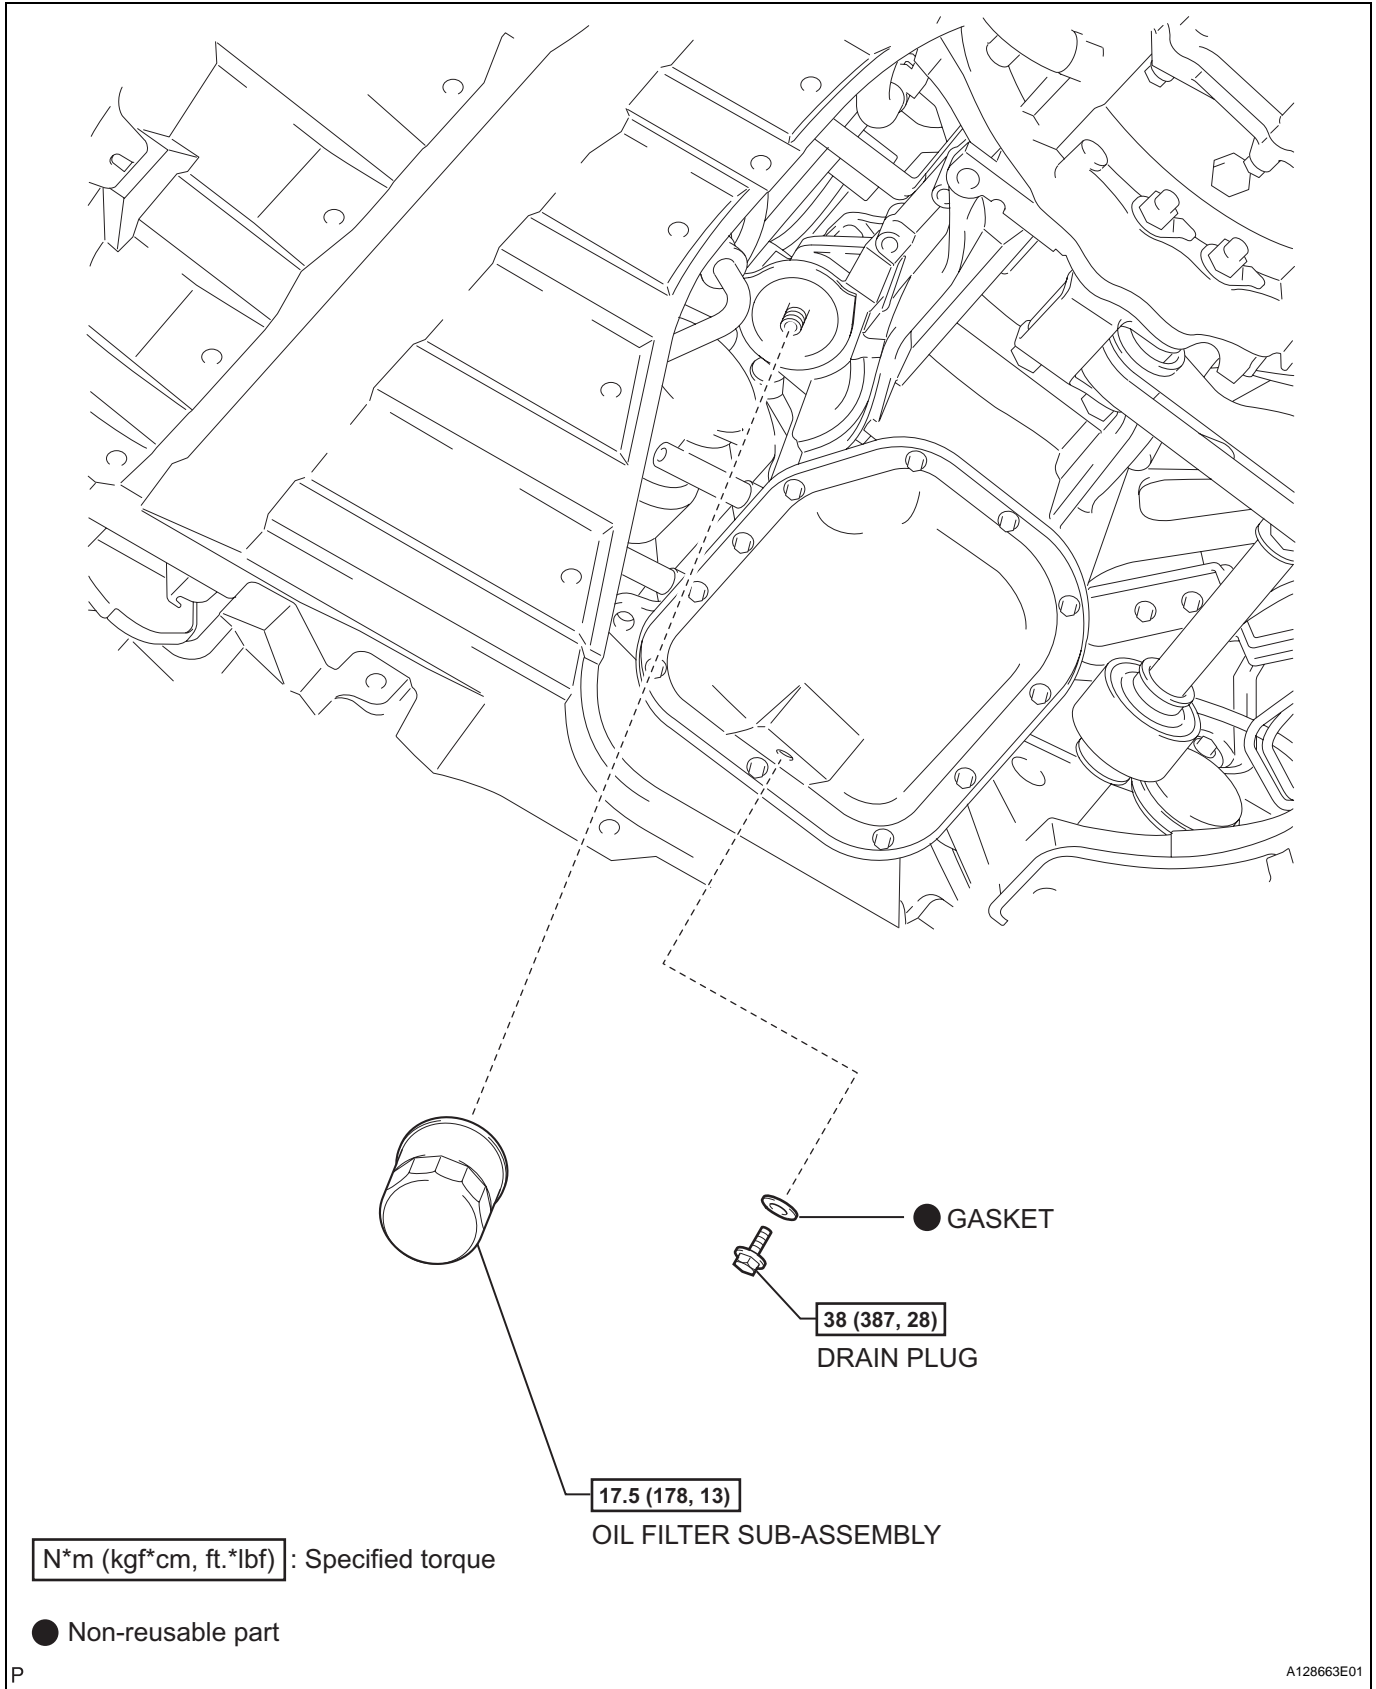 GASKET
38 (387, 28)
DRAIN PLUG
17.5 (178, 13)
OIL FILTER SUB-ASSEMBLY
N*m (kgf*cm, ft.*lbf) : Specified torque
Non-reusable part
P
A128663E01